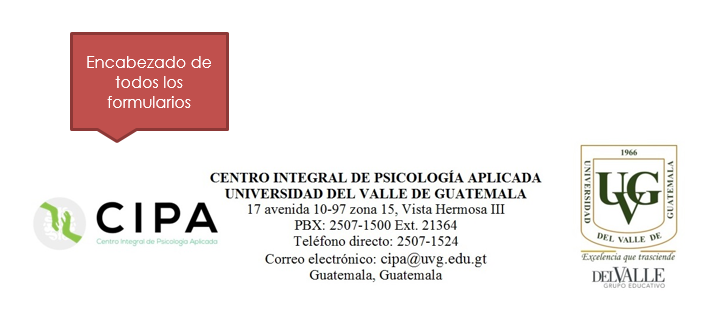 Encabezado de
todos los
formularios
CIPA
Centro Integral de Psicología Aplicada
CENTRO INTEGRAL DE PSICOLOGÍA APLICADA
UNIVERSIDAD DEL VALLE DE GUATEMALA
17 avenida 10-97 zona 15, Vista Hermosa III
PBX: 2507-1500 Ext. 21364
Teléfono directo: 2507-1524
Correo electrónico: cipa@uvg.edu.gt
Guatemala, Guatemala
1966
UNIVERSIDAD
UVG
GUATEMALA
DEL VALLE DE
Excelencia que trasciende
DELVALLE
GRUPO EDUCATIVO